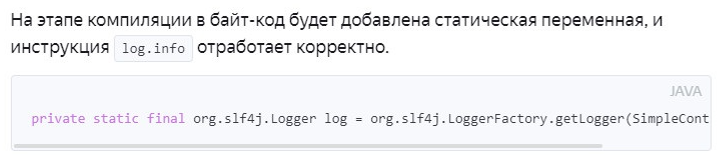 На этапе компиляции в байт-код будет добавлена статическая переменная, и
инструкция log.info отработает корректно.
JAVA
private static final org.slf4j.Logger log = org.slf4j.LoggerFactory.getLogger(SimpleCont